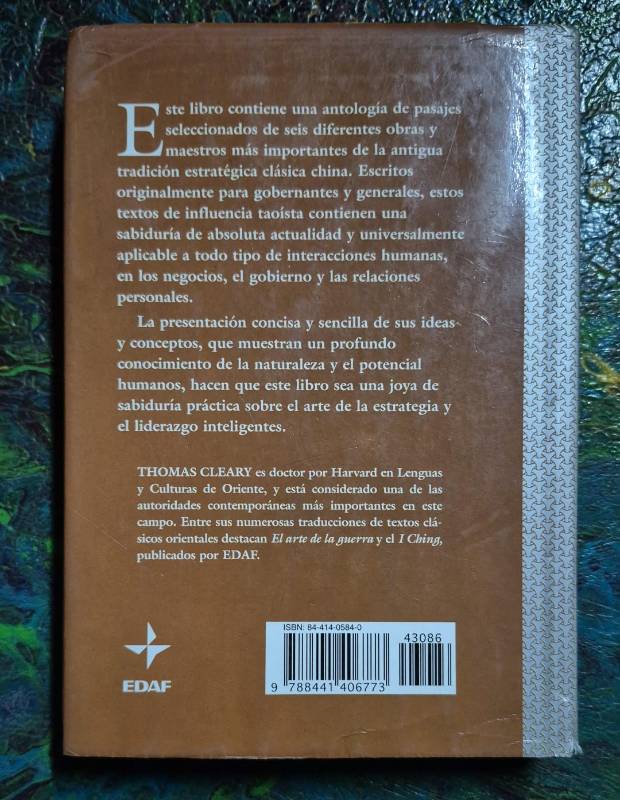 Este libro contiene una antología de pasajes
seleccionados de seis diferentes obras y
maestros más importantes de la antigua
tradición estratégica clásica china. Escritos
originalmente para gobernantes y generales, estos
textos de influencia taoísta contienen una
sabiduría de absoluta actualidad y universalmente
aplicable a todo tipo de interacciones humanas,
en los negocios, el gobierno y las relaciones
personales.
La presentación concisa y sencilla de sus ideas
y conceptos, que muestran un profundo
conocimiento de la naturaleza y el potencial
humanos, hacen que este libro sea una joya de
sabiduría práctica sobre el arte de la estrategia y
el liderazgo inteligentes.
THOMAS CLEARY es doctor por Harvard en Lenguas
y Culturas de Oriente, y está considerado una de las
autoridades contemporáneas más importantes en este
campo. Entre sus numerosas traducciones de textos clá-
sicos orientales destacan El arte de la guerra y el I Ching,
publicados por EDAF.
EDAF
ISBN: 84-414-0584-0
43086
9 788441 406773